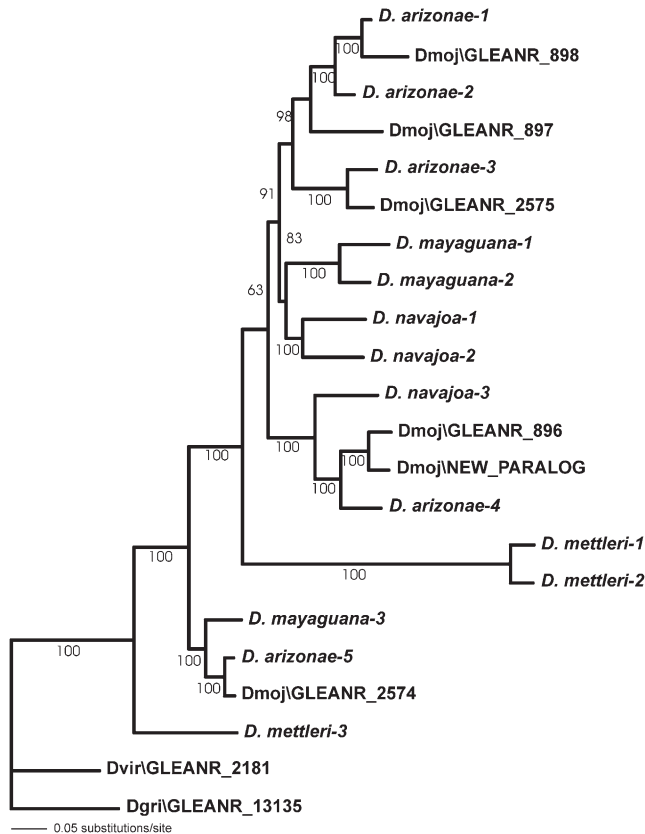 D. arizonae-1
100
Dmoj\GLEANR_898
100
D. arizonae-2
98
Dmoj\GLEANR_897
D. arizonae-3
91
100
Dmoj\GLEANR_2575
83
D. mayaguana-1
100
D. mayaguana-2
63
D. navajoa-1
100
D. navajoa-2
D. navajoa-3
Dmoj\GLEANR_896
100
100
100
Dmoj\NEW_PARALOG
100
D. arizonae-4
D. mettleri-1
100
D. mettleri-2
100
D. mayaguana-3
100
D. arizonae-5
100
100
Dmoj\GLEANR_2574
D. mettleri-3
Dvir\GLEANR_2181
Dgri\GLEANR_13135
0.05 substitutions/site